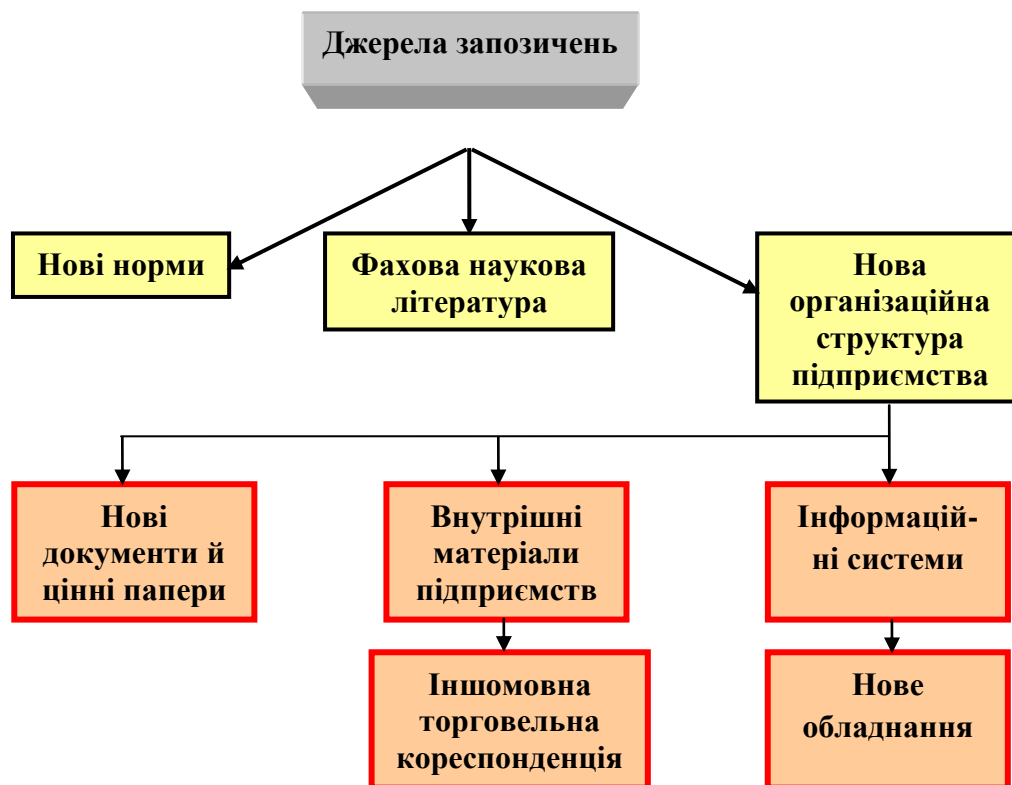 Джерела запозичень
Нові норми
Фахова наукова
література
Нова
організаційна
структура
підприємства
Нові
документи й
цінні папери
Внутрішні
матеріали
підприємств
Інформацій-
ні системи
Іншомовна
торговельна
кореспонденція
Нове
обладнання